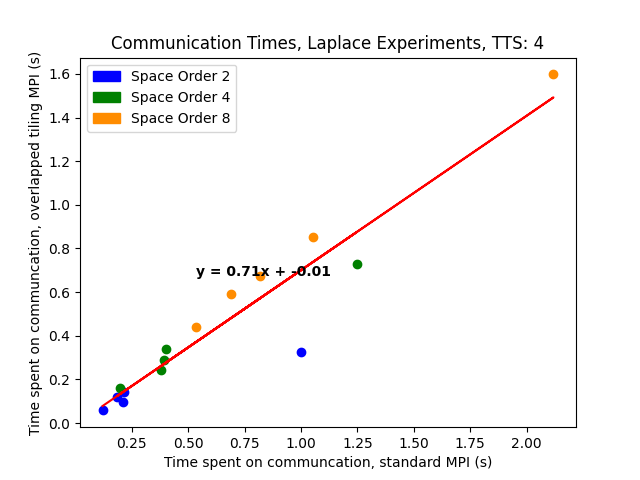 Communication Times, Laplace Experiments, TTS: 4
Time spent on communcation, overlapped tiling MPI (s)
1.6
1.4
1.2
1.0
0.8
0.6
0.4
0.2
0.0
Space Order 2
Space Order 4
Space Order 8
y = 0.71x + -0.01
0.25 0.50 0.75 1.00 1.25 1.50 1.75 2.00
Time spent on communcation, standard MPI (s)